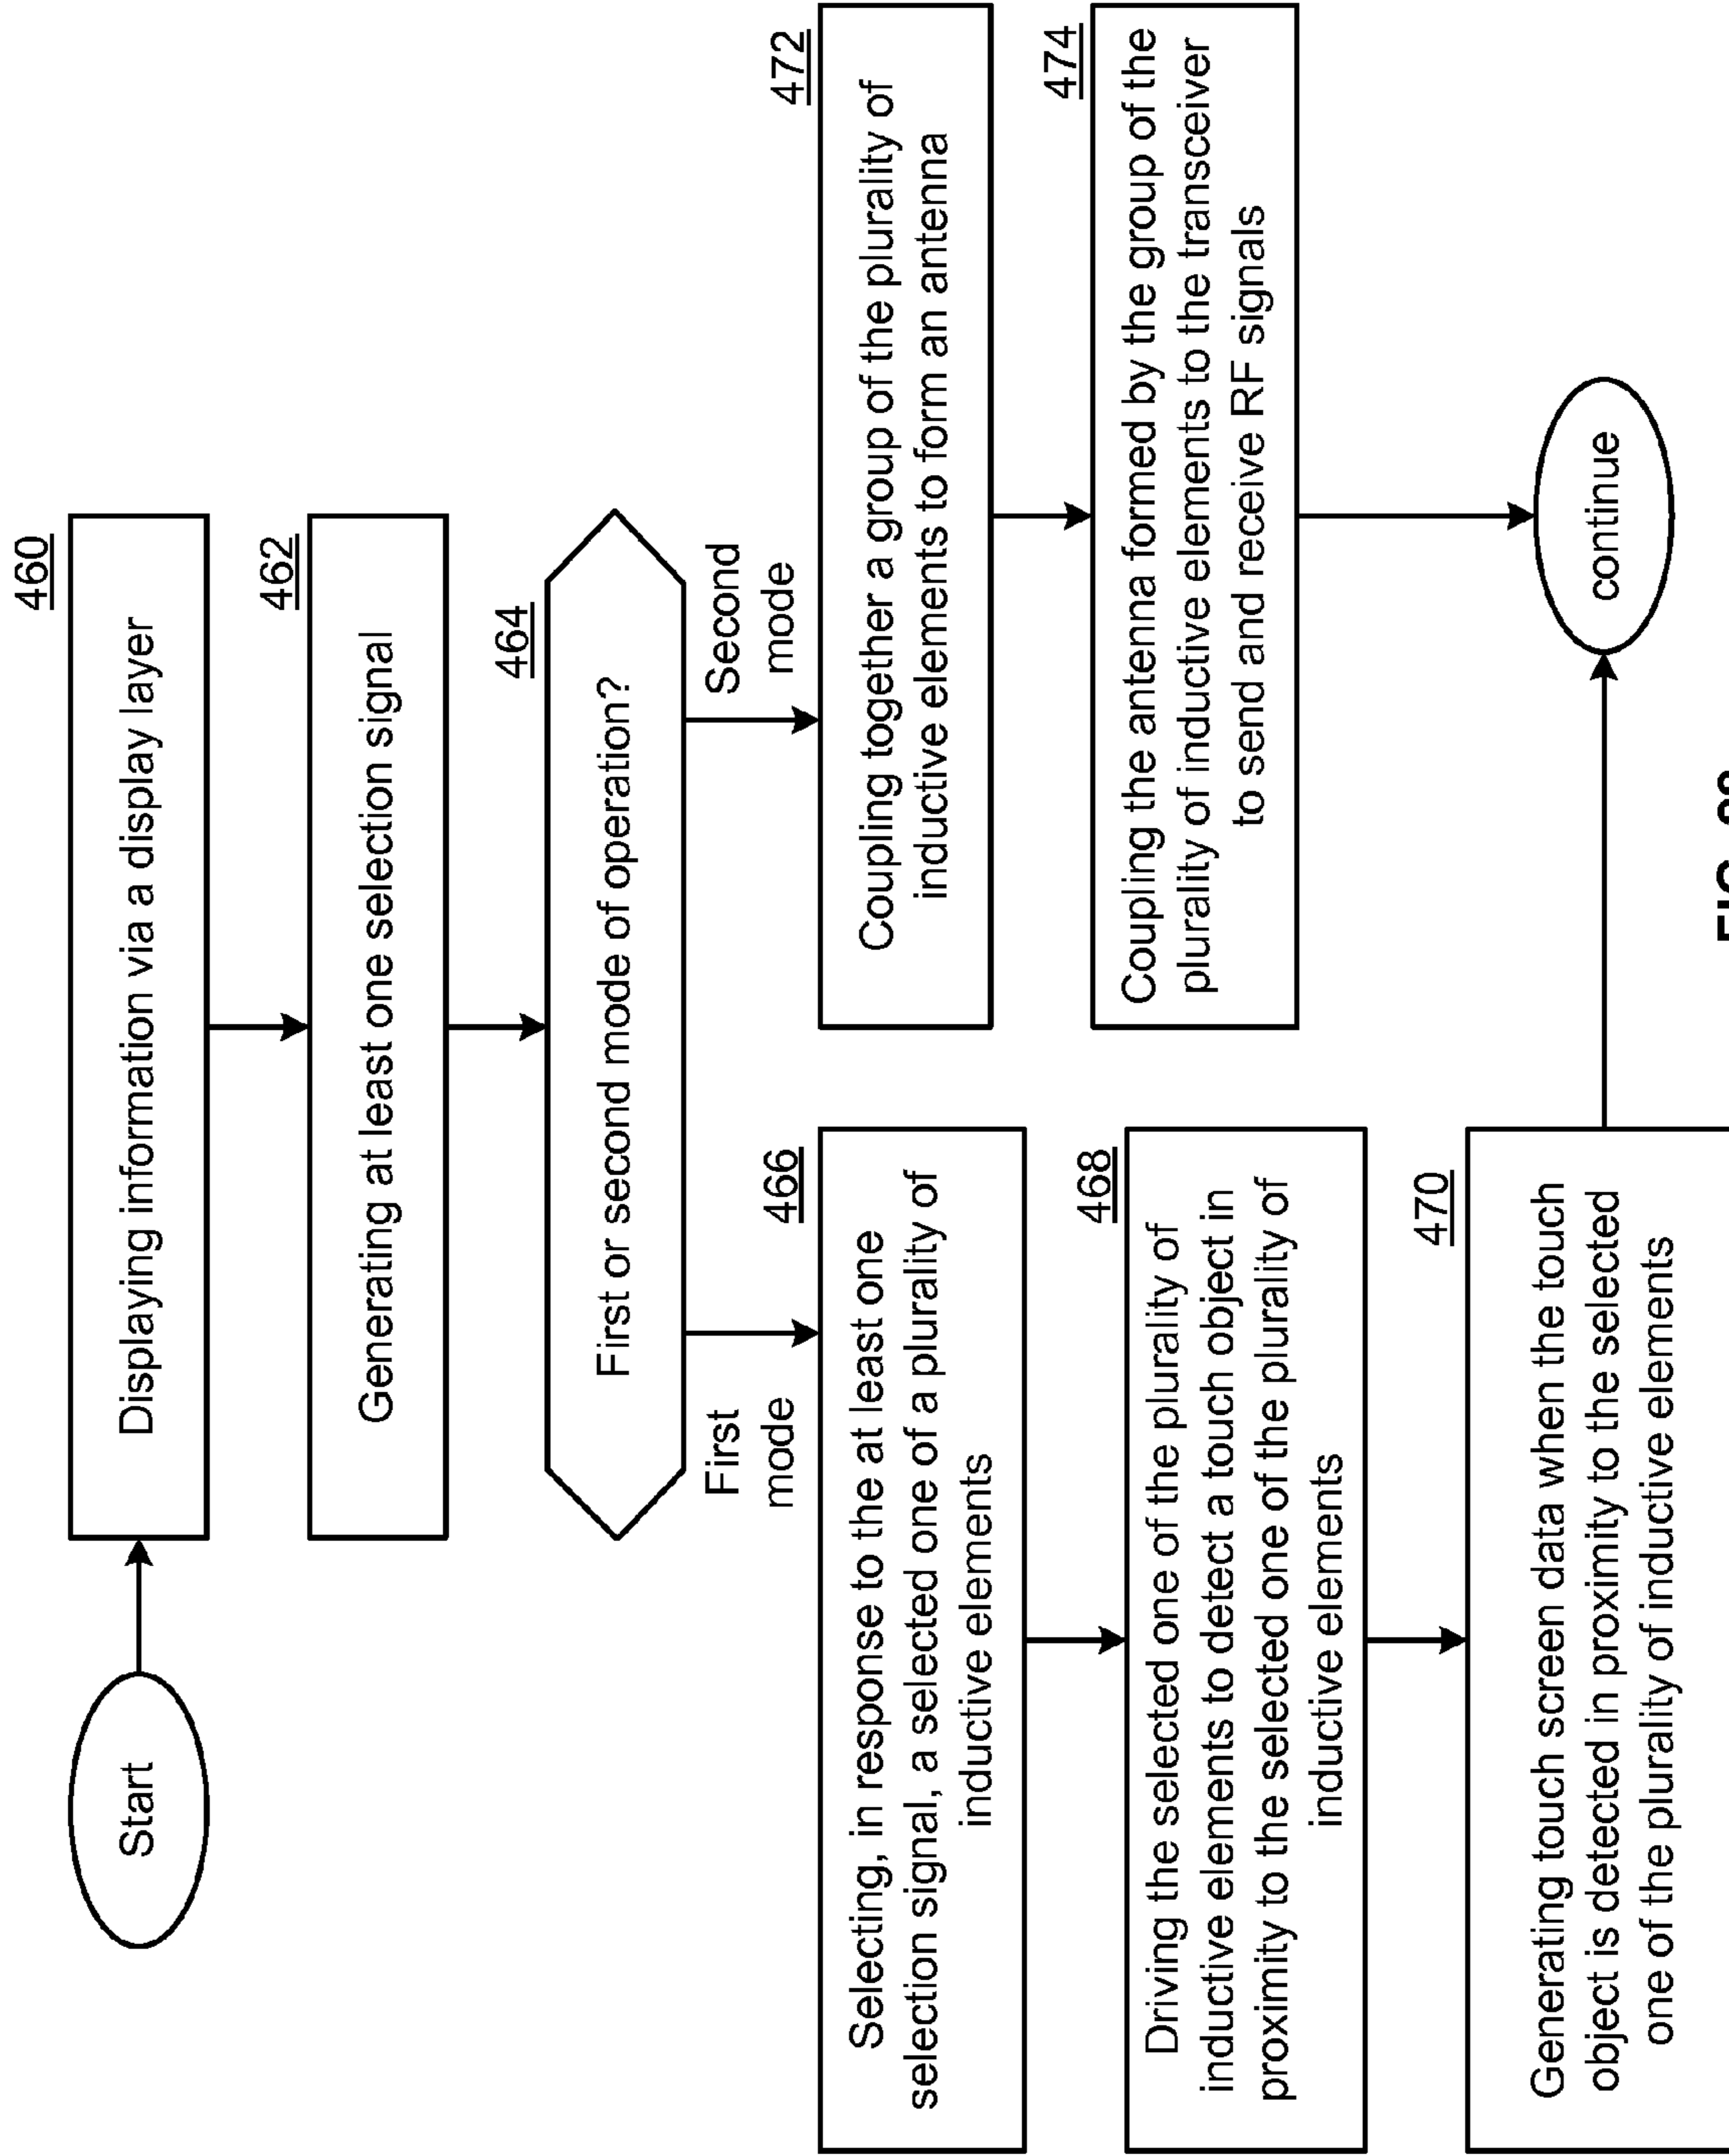 Start
460
Displaying information via a display layer
462
Generating at least one selection signal
464
First or second mode of operation?
First
mode
Second
mode
466
Selecting, in response to the at least one
selection signal, a selected one of a plurality of
inductive elements
468
Driving the selected one of the plurality of
inductive elements to detect a touch object in
proximity to the selected one of the plurality of
inductive elements
470
Generating touch screen data when the touch
object is detected in proximity to the selected
one of the plurality of inductive elements
472
Coupling together a group of the plurality of
inductive elements to form an antenna
474
Coupling the antenna formed by the group of the
plurality of inductive elements to the transceiver
to send and receive RF signals
continue
FIG.